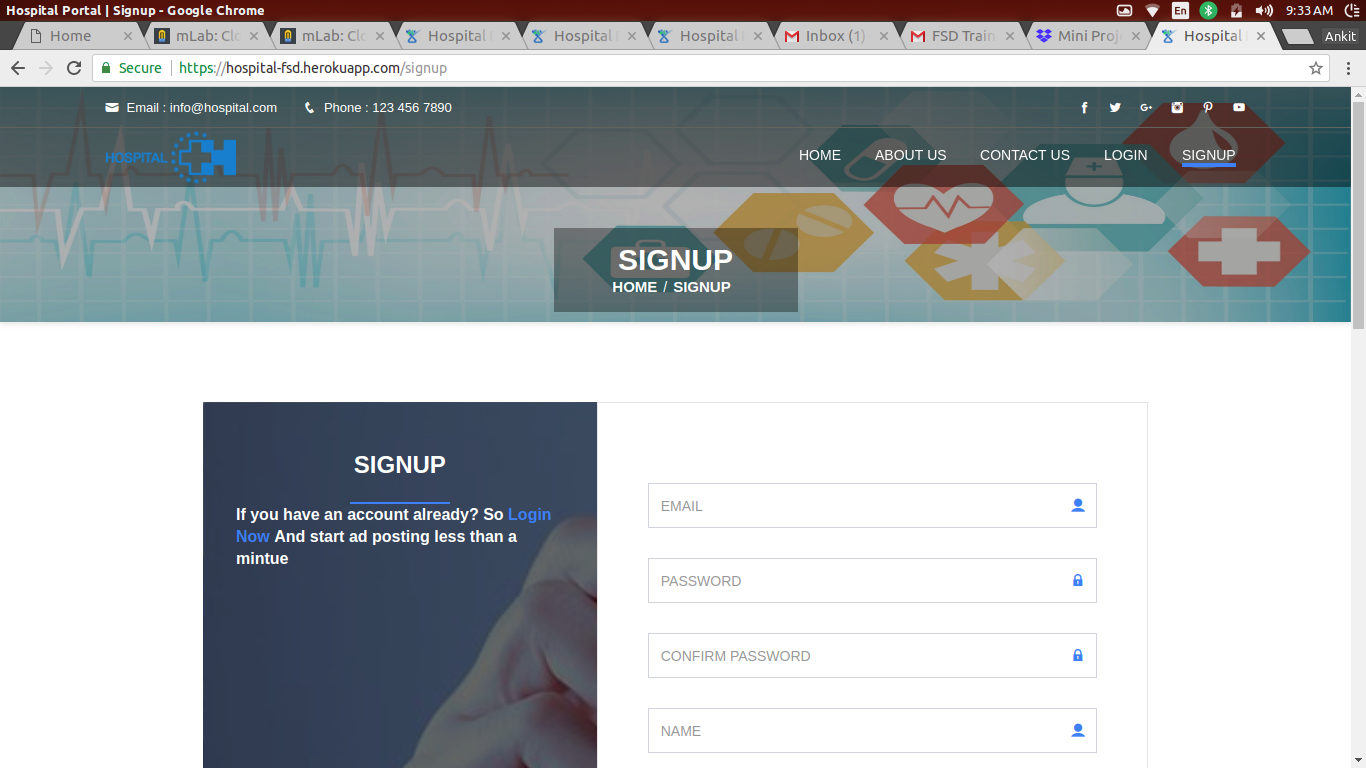 Hospital Portal | Signup - Google Chrome
En
9:33 AM
Home
mLab: Clo
mLab: Clo
Hospital
Hospital
Hospital
Inbox (1)
FSD Train
Mini Proj
Hospital
Ankit
Secure
https://hospital-fsd.herokuapp.com/signup
Email : info@hospital.com
Phone : 123 456 7890
HOSPITAL
HOME
ABOUT US
CONTACT US
LOGIN
SIGNUP
SIGNUP
HOME / SIGNUP
SIGNUP
If you have an account already? So Login
Now And start ad posting less than a
mintue
EMAIL
PASSWORD
CONFIRM PASSWORD
NAME